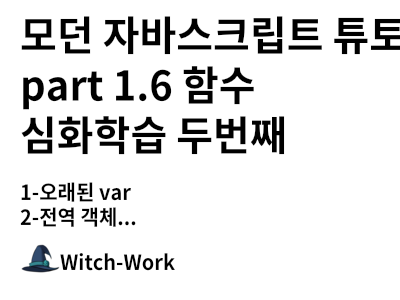 모던 자바스크립트 튜토
part 1.6 함수
심화학습 두번째
1-오래된 var
2-전역 객체...
Witch-Work